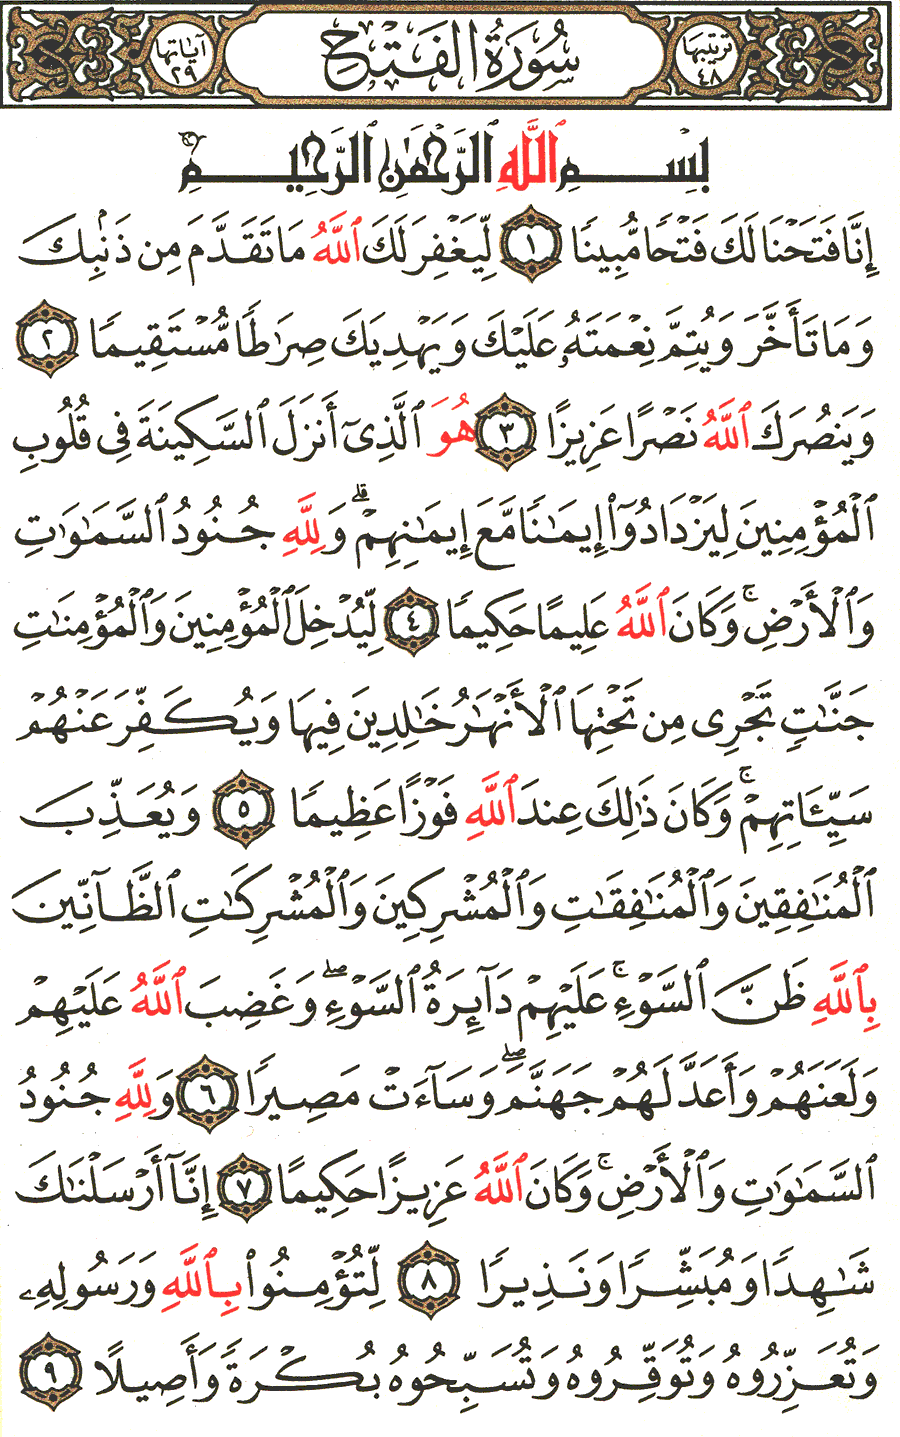 ترتيبها ٤٨ سُورَةُ الفَتْحِ آياتها ٢٩
بِسْمِ ٱللَّهِ ٱلرَّحْمَٰنِ ٱلرَّحِيمِ
إِنَّا فَتَحْنَا لَكَ فَتْحًا مُّبِينًا ١ لِّيَغْفِرَ لَكَ ٱللَّهُ مَا تَقَدَّمَ مِن ذَنۢبِكَ
وَمَا تَأَخَّرَ وَيُتِمَّ نِعْمَتَهُۥ عَلَيْكَ وَيَهْدِيَكَ صِرَٰطًا مُّسْتَقِيمًا ٢
وَيَنصُرَكَ ٱللَّهُ نَصْرًا عَزِيزًا ٣ هُوَ ٱلَّذِىٓ أَنزَلَ ٱلسَّكِينَةَ فِى قُلُوبِ
ٱلْمُؤْمِنِينَ لِيَزْدَادُوٓا۟ إِيمَٰنًا مَّعَ إِيمَٰنِهِمْ ۗ وَلِلَّهِ جُنُودُ ٱلسَّمَٰوَٰتِ
وَٱلْأَرْضِ ۚ وَكَانَ ٱللَّهُ عَلِيمًا حَكِيمًا ٤ لِّيُدْخِلَ ٱلْمُؤْمِنِينَ وَٱلْمُؤْمِنَٰتِ
جَنَّٰتٍ تَجْرِى مِن تَحْتِهَا ٱلْأَنْهَٰرُ خَٰلِدِينَ فِيهَا وَيُكَفِّرَ عَنْهُمْ
سَيِّـَٔاتِهِمْ ۚ وَكَانَ ذَٰلِكَ عِندَ ٱللَّهِ فَوْزًا عَظِيمًا ٥ وَيُعَذِّبَ
ٱلْمُنَٰفِقِينَ وَٱلْمُنَٰفِقَٰتِ وَٱلْمُشْرِكِينَ وَٱلْمُشْرِكَٰتِ ٱلظَّآنِّينَ
بِٱللَّهِ ظَنَّ ٱلسَّوْءِ ۚ عَلَيْهِمْ دَآئِرَةُ ٱلسَّوْءِ ۖ وَغَضِبَ ٱللَّهُ عَلَيْهِمْ
وَلَعَنَهُمْ وَأَعَدَّ لَهُمْ جَهَنَّمَ ۖ وَسَآءَتْ مَصِيرًا ٦ وَلِلَّهِ جُنُودُ
ٱلسَّمَٰوَٰتِ وَٱلْأَرْضِ ۚ وَكَانَ ٱللَّهُ عَزِيزًا حَكِيمًا ٧ إِنَّآ أَرْسَلْنَٰكَ
شَٰهِدًا وَمُبَشِّرًا وَنَذِيرًا ٨ لِّتُؤْمِنُوا۟ بِٱللَّهِ وَرَسُولِهِۦ
وَتُعَزِّرُوهُ وَتُوَقِّرُوهُ وَتُسَبِّحُوهُ بُكْرَةً وَأَصِيلًا ٩